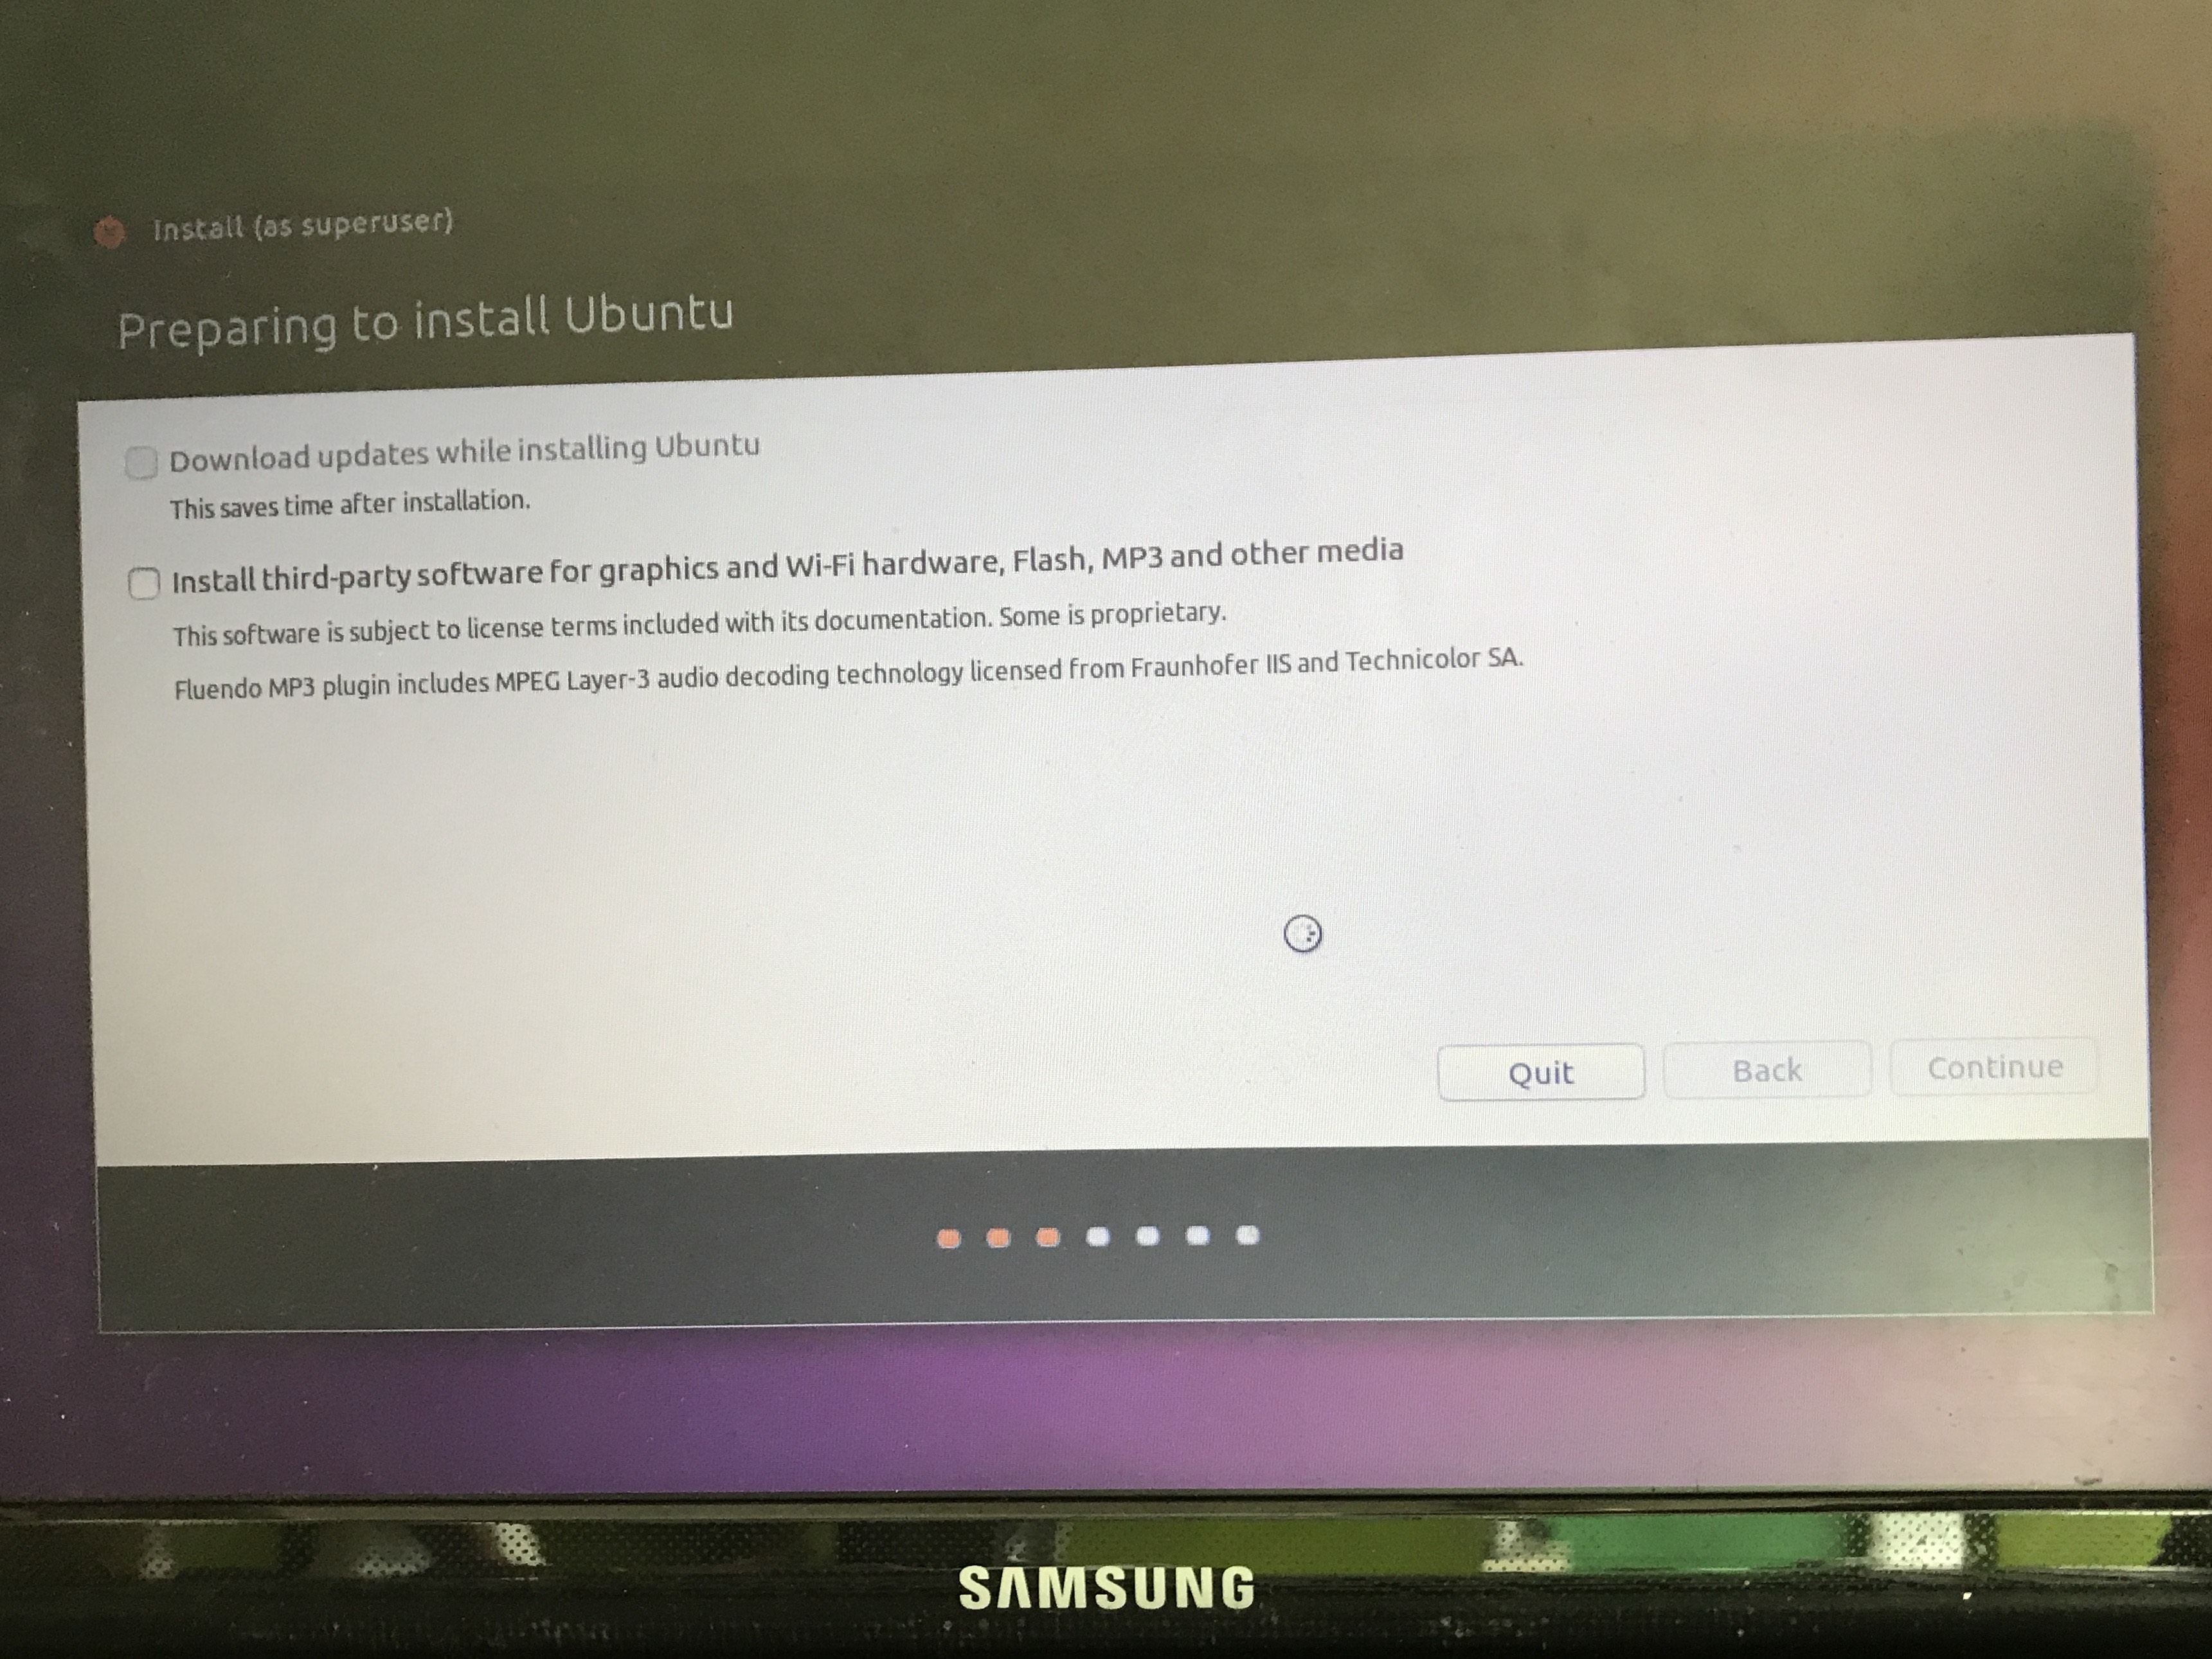 Install (as superuser)
Preparing to install Ubuntu
Download updates while installing Ubuntu
This saves time after installation.
Install third-party software for graphics and Wi-Fi hardware, Flash, MP3 and other media
This software is subject to license terms included with its documentation. Some is proprietary.
Fluendo MP3 plugin includes MPEG Layer-3 audio decoding technology licensed from Fraunhofer IIS and Technicolor SA.
Quit Back Continue
SAMSUNG